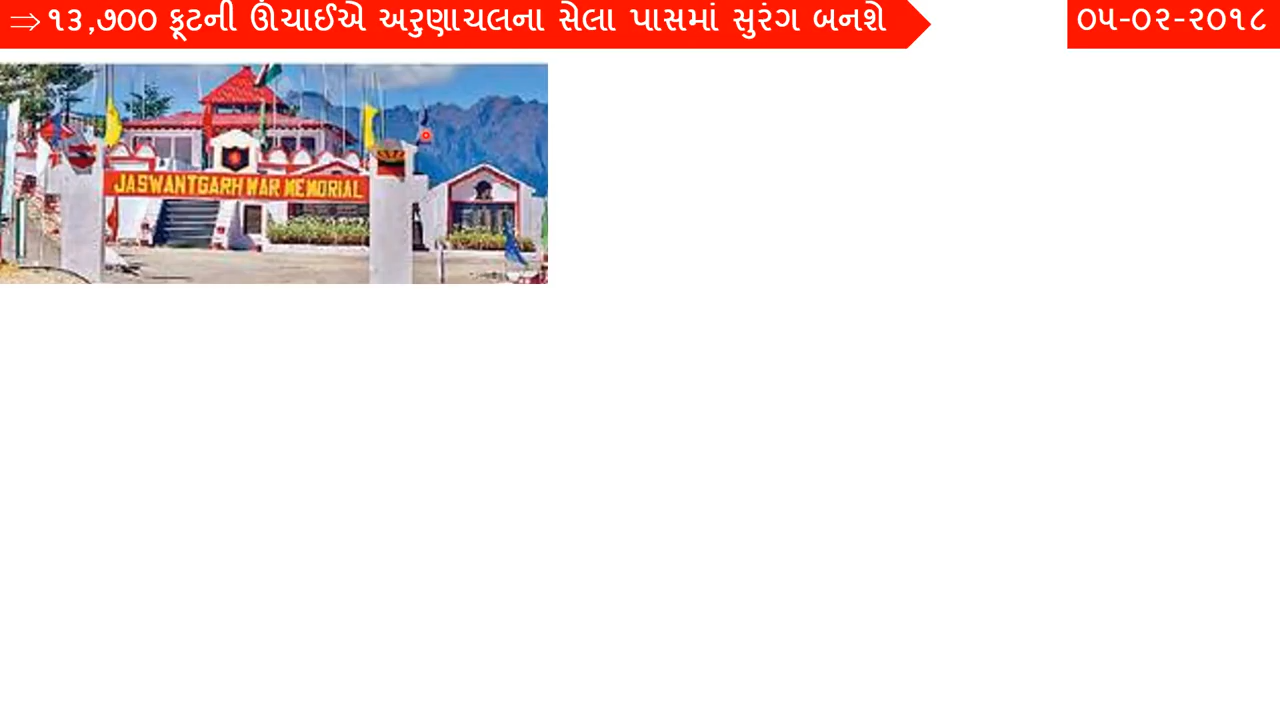 ⇒ ૧૩,૭૦૦ ફૂટની ઊંચાઈએ અરુણાચલના સેલા પાસમાં સુરંગ બનશે
૦૫-૦૨-૨૦૧૮
JASWANTGARH WAR MEMORIAL